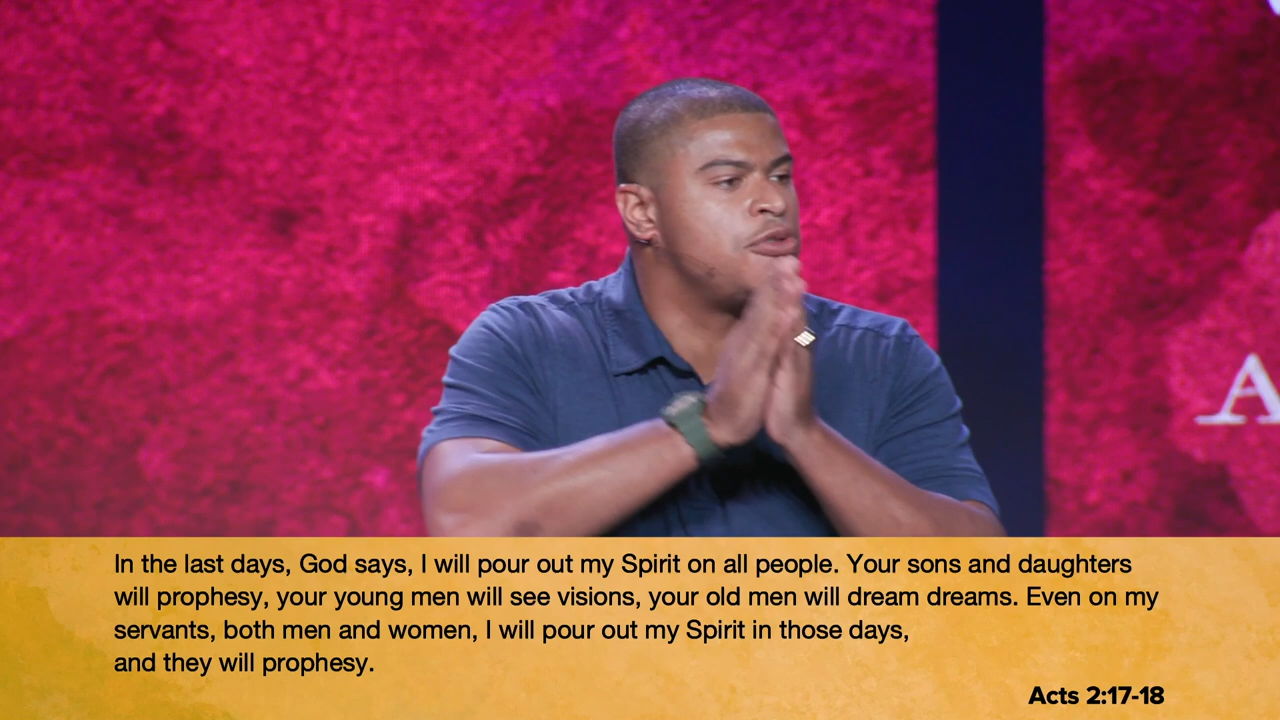 A
In the last days, God says, I will pour out my Spirit on all people. Your sons and daughters
will prophesy, your young men will see visions, your old men will dream dreams. Even on my
servants, both men and women, I will pour out my Spirit in those days,
and they will prophesy.
Acts 2:17-18